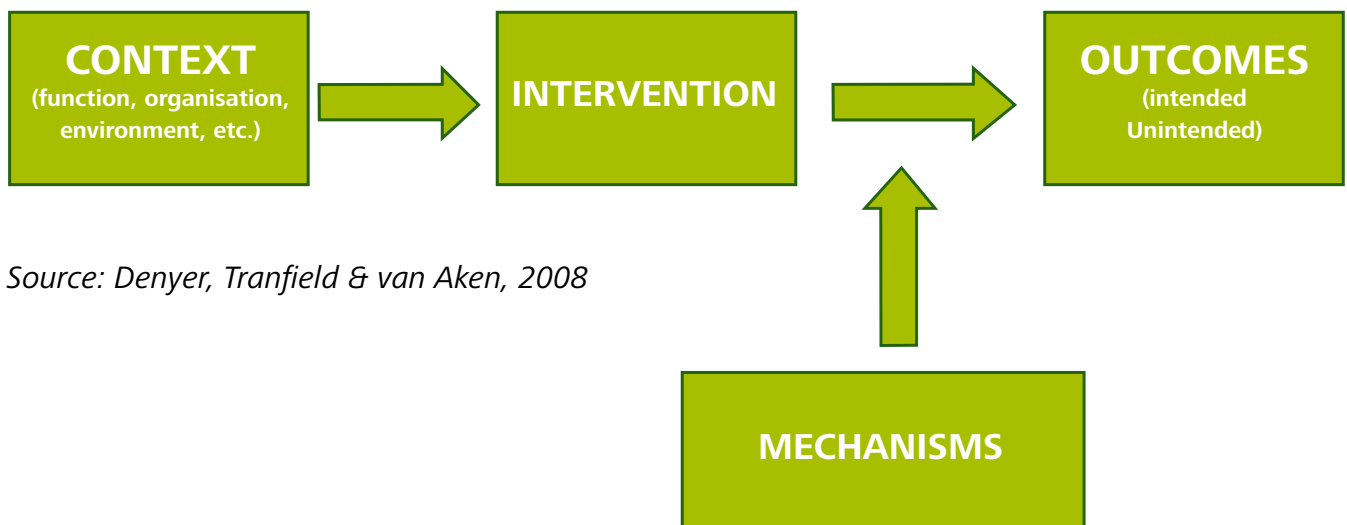 CONTEXT
(function, organisation,
environment, etc.)
INTERVENTION
OUTCOMES
(intended
Unintended)
Source: Denyer, Tranfield & van Aken, 2008
MECHANISMS